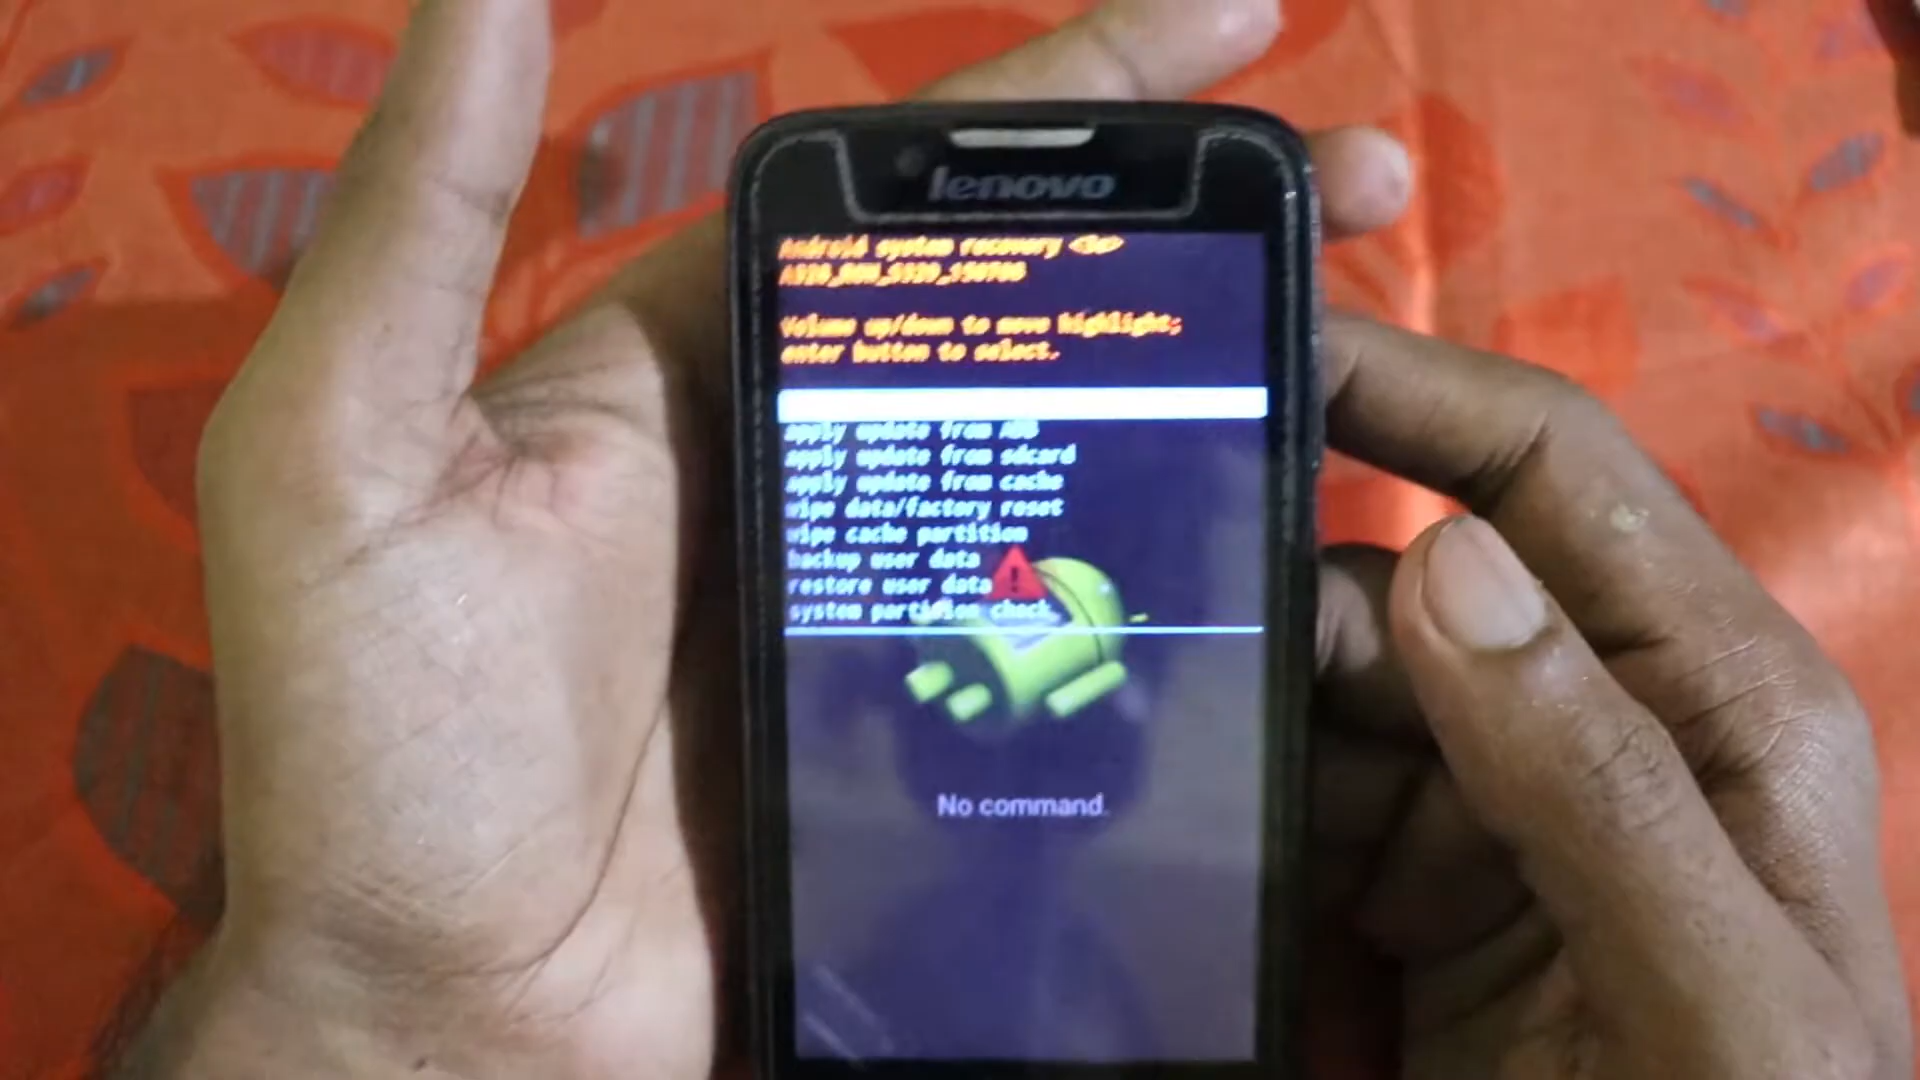 lenovo
Android system recovery <3e>
A328_ROW_S329_150708
Volume up/down to move highlight;
enter button to select.
apply update from ADB
apply update from sdcard
apply update from cache
wipe data/factory reset
wipe cache partition
backup user data
restore user data
system partition check
No command.